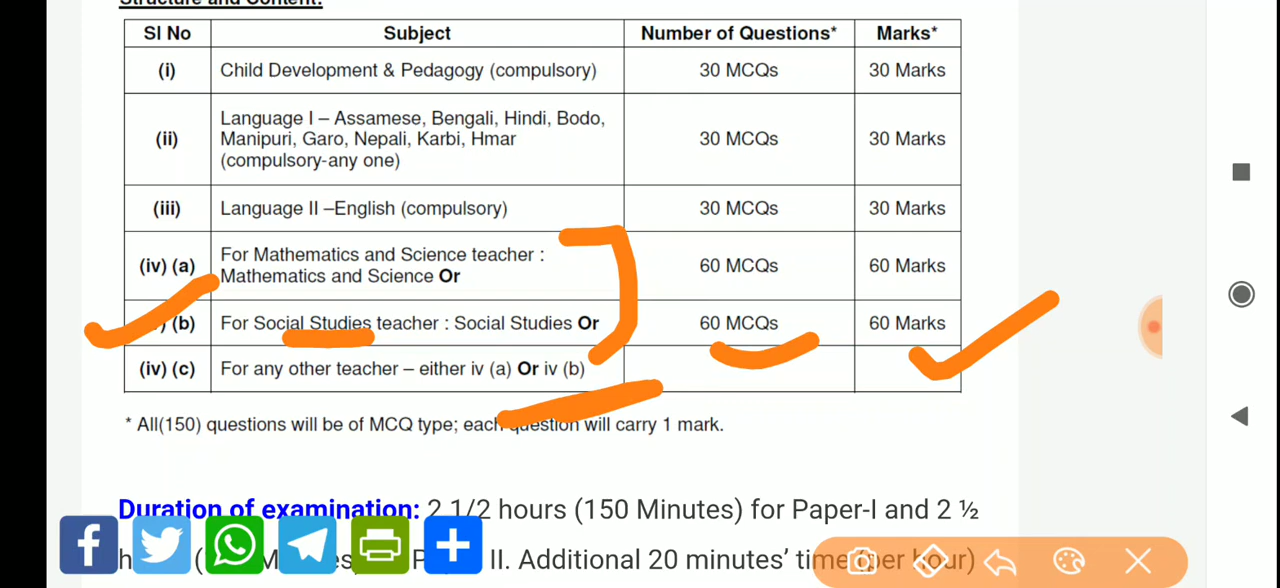 Structure and Content:
Sl No Subject Number of Questions* Marks*
(i) Child Development & Pedagogy (compulsory) 30 MCQs 30 Marks
(ii) Language I – Assamese, Bengali, Hindi, Bodo,
Manipuri, Garo, Nepali, Karbi, Hmar
(compulsory-any one) 30 MCQs 30 Marks
(iii) Language II –English (compulsory) 30 MCQs 30 Marks
(iv) (a) For Mathematics and Science teacher :
Mathematics and Science Or 60 MCQs 60 Marks
(b) For Social Studies teacher : Social Studies Or 60 MCQs 60 Marks
(iv) (c) For any other teacher – either iv (a) Or iv (b)
* All(150) questions will be of MCQ type; each question will carry 1 mark.
Duration of examination: 2 1/2 hours (150 Minutes) for Paper-I and 2 ½
II. Additional 20 minutes’ time (per hour)